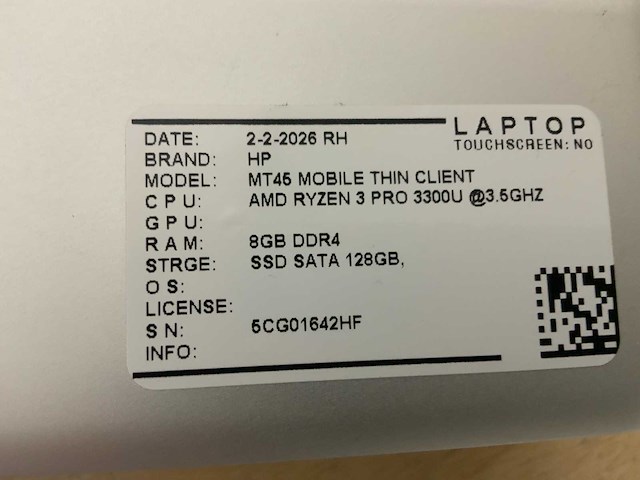 LAPTOP
TOUCHSCREEN: NO
DATE: 2-2-2026 RH
BRAND: HP
MODEL: MT45 MOBILE THIN CLIENT
C P U: AMD RYZEN 3 PRO 3300U @3.5GHZ
G P U:
R A M: 8GB DDR4
STRGE: SSD SATA 128GB,
O S:
LICENSE:
S N: 5CG01642HF
INFO: